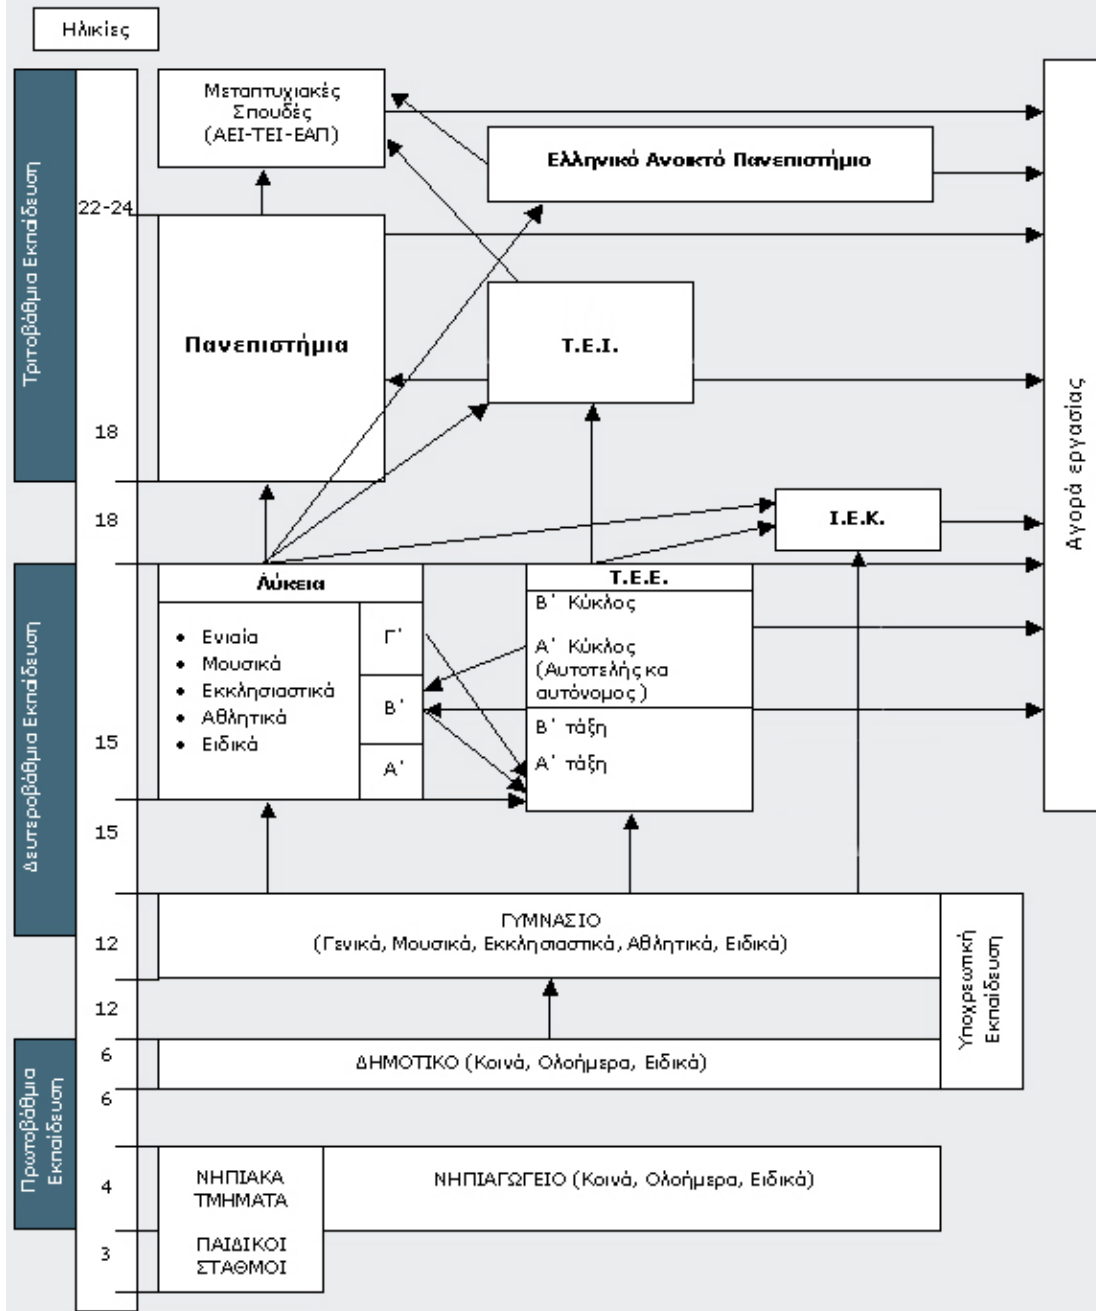 Ηλικίες
Μεταπτυχιακές
Σπουδές
(ΑΕΙ-ΤΕΙ-ΕΑΠ)
Ελληνικό Ανοικτό Πανεπιστήμιο
Τριτοβάθμια Εκπαίδευση
22-24
Πανεπιστήμια
Τ.Ε.Ι.
18
18
Ι.Ε.Κ.
Αγορά εργασίας
Δευτεροβάθμια Εκπαίδευση
Λύκεια
• Ενιαία
• Μουσικά
• Εκκλησιαστικά
• Αθλητικά
• Ειδικά
Γ΄
Β΄
Α΄
Τ.Ε.Ε.
Β΄ Κύκλος
Α΄ Κύκλος
(Αυτοτελής κα
αυτόνομος)
Β΄ τάξη
Α΄ τάξη
15
15
ΓΥΜΝΑΣΙΟ
(Γενικά, Μουσικά, Εκκλησιαστικά, Αθλητικά, Ειδικά)
12
12
Υποχρεωτική
Εκπαίδευση
Πρωτοβάθμια
Εκπαίδευση
6
ΔΗΜΟΤΙΚΟ (Κοινά, Ολοήμερα, Ειδικά)
6
4
ΝΗΠΙΑΚΑ
ΤΜΗΜΑΤΑ
ΝΗΠΙΑΓΩΓΕΙΟ (Κοινά, Ολοήμερα, Ειδικά)
3
ΠΑΙΔΙΚΟΙ
ΣΤΑΘΜΟΙ